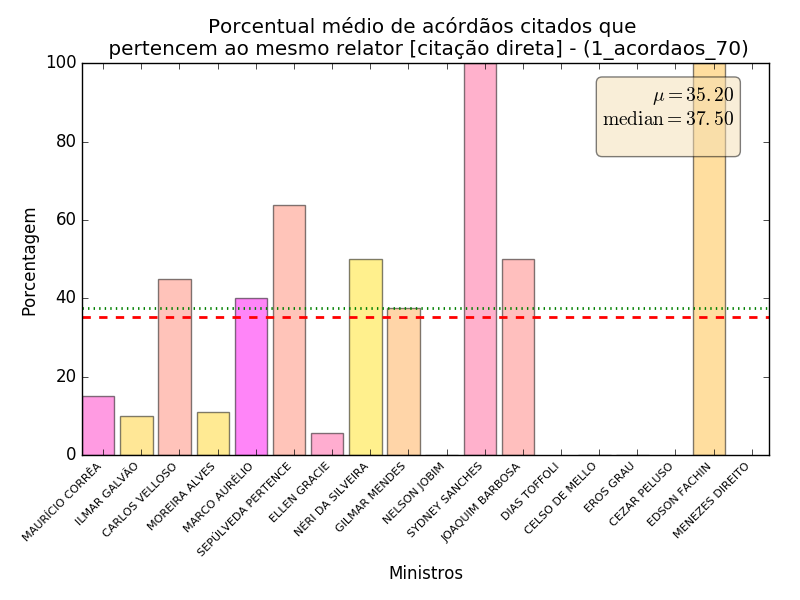 Porcentual médio de acórdãos citados que
pertencem ao mesmo relator [citação direta] - (1_acordaos_70)
μ = 35.20
median = 37.50
Porcentagem
100
80
60
40
20
0
MAURÍCIO CORRÊA
ILMAR GALVÃO
CARLOS VELLOSO
MOREIRA ALVES
MARCO AURÉLIO
SEPÚLVEDA PERTENCE
ELLEN GRACIE
NÉRI DA SILVEIRA
GILMAR MENDES
NELSON JOBIM
SYDNEY SANCHES
JOAQUIM BARBOSA
DIAS TOFFOLI
CELSO DE MELLO
EROS GRAU
CEZAR PELUSO
EDSON FACHIN
MENEZES DIREITO
Ministros